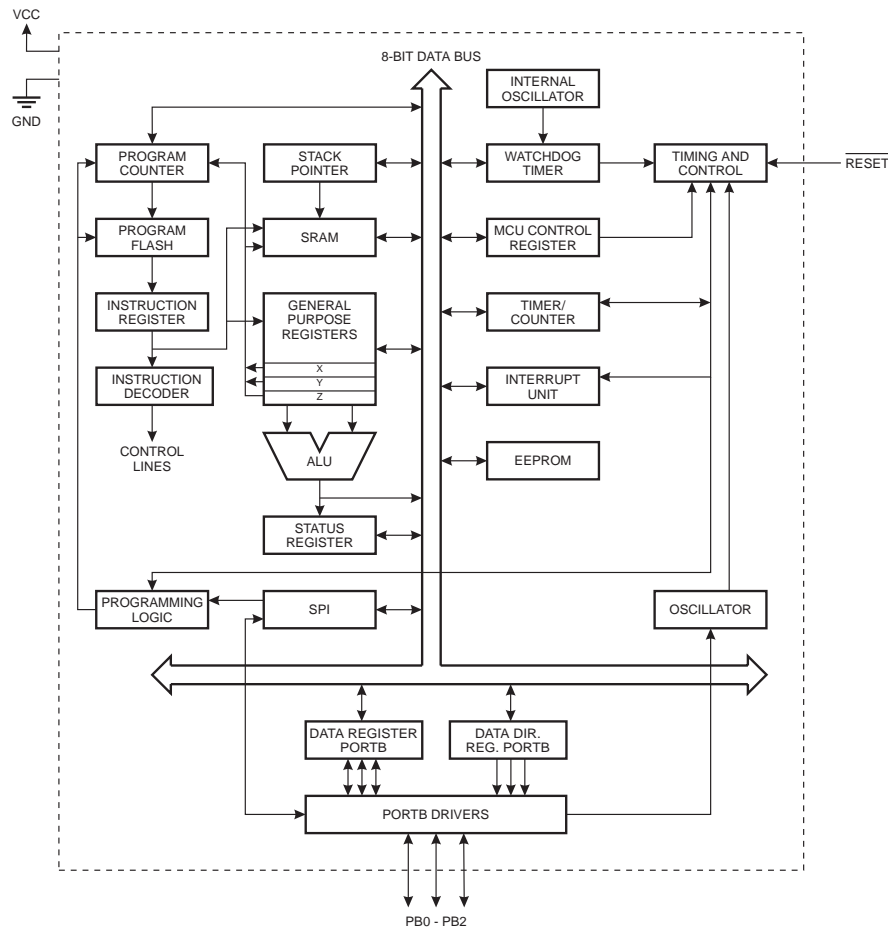 VCC
8-BIT DATA BUS
GND
INTERNAL
OSCILLATOR
PROGRAM
COUNTER
STACK
POINTER
WATCHDOG
TIMER
TIMING AND
CONTROL
RESET
PROGRAM
FLASH
SRAM
MCU CONTROL
REGISTER
INSTRUCTION
REGISTER
GENERAL
PURPOSE
REGISTERS
X
Y
Z
TIMER/
COUNTER
INSTRUCTION
DECODER
INTERRUPT
UNIT
CONTROL
LINES
ALU
EEPROM
STATUS
REGISTER
PROGRAMMING
LOGIC
SPI
OSCILLATOR
DATA REGISTER
PORTB
DATA DIR.
REG. PORTB
PORTB DRIVERS
PB0 - PB2